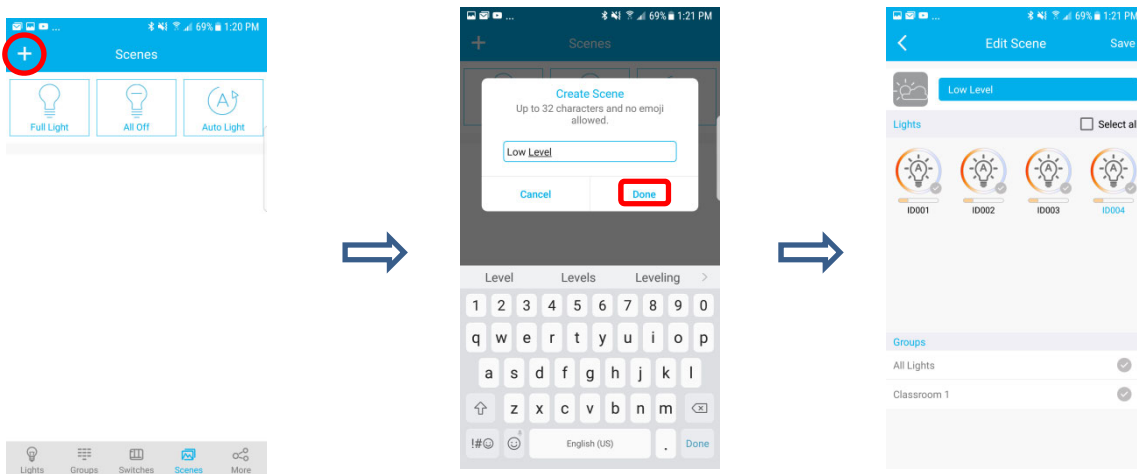 ... 69% 1:20 PM
+ Scenes
Full Light All Off Auto Light
Lights Groups Switches Scenes More
... 69% 1:21 PM
+ Scenes
Create Scene
Up to 32 characters and no emoji
allowed.
Low Level
Cancel Done
Level Levels Leveling >
1 2 3 4 5 6 7 8 9 0
q w e r t y u i o p
a s d f g h j k l
z x c v b n m
!#☺ English (US) . Done
... 69% 1:21 PM
Edit Scene Save
Low Level
Lights Select all
A A A A
ID001 ID002 ID003 ID004
Groups
All Lights
Classroom 1